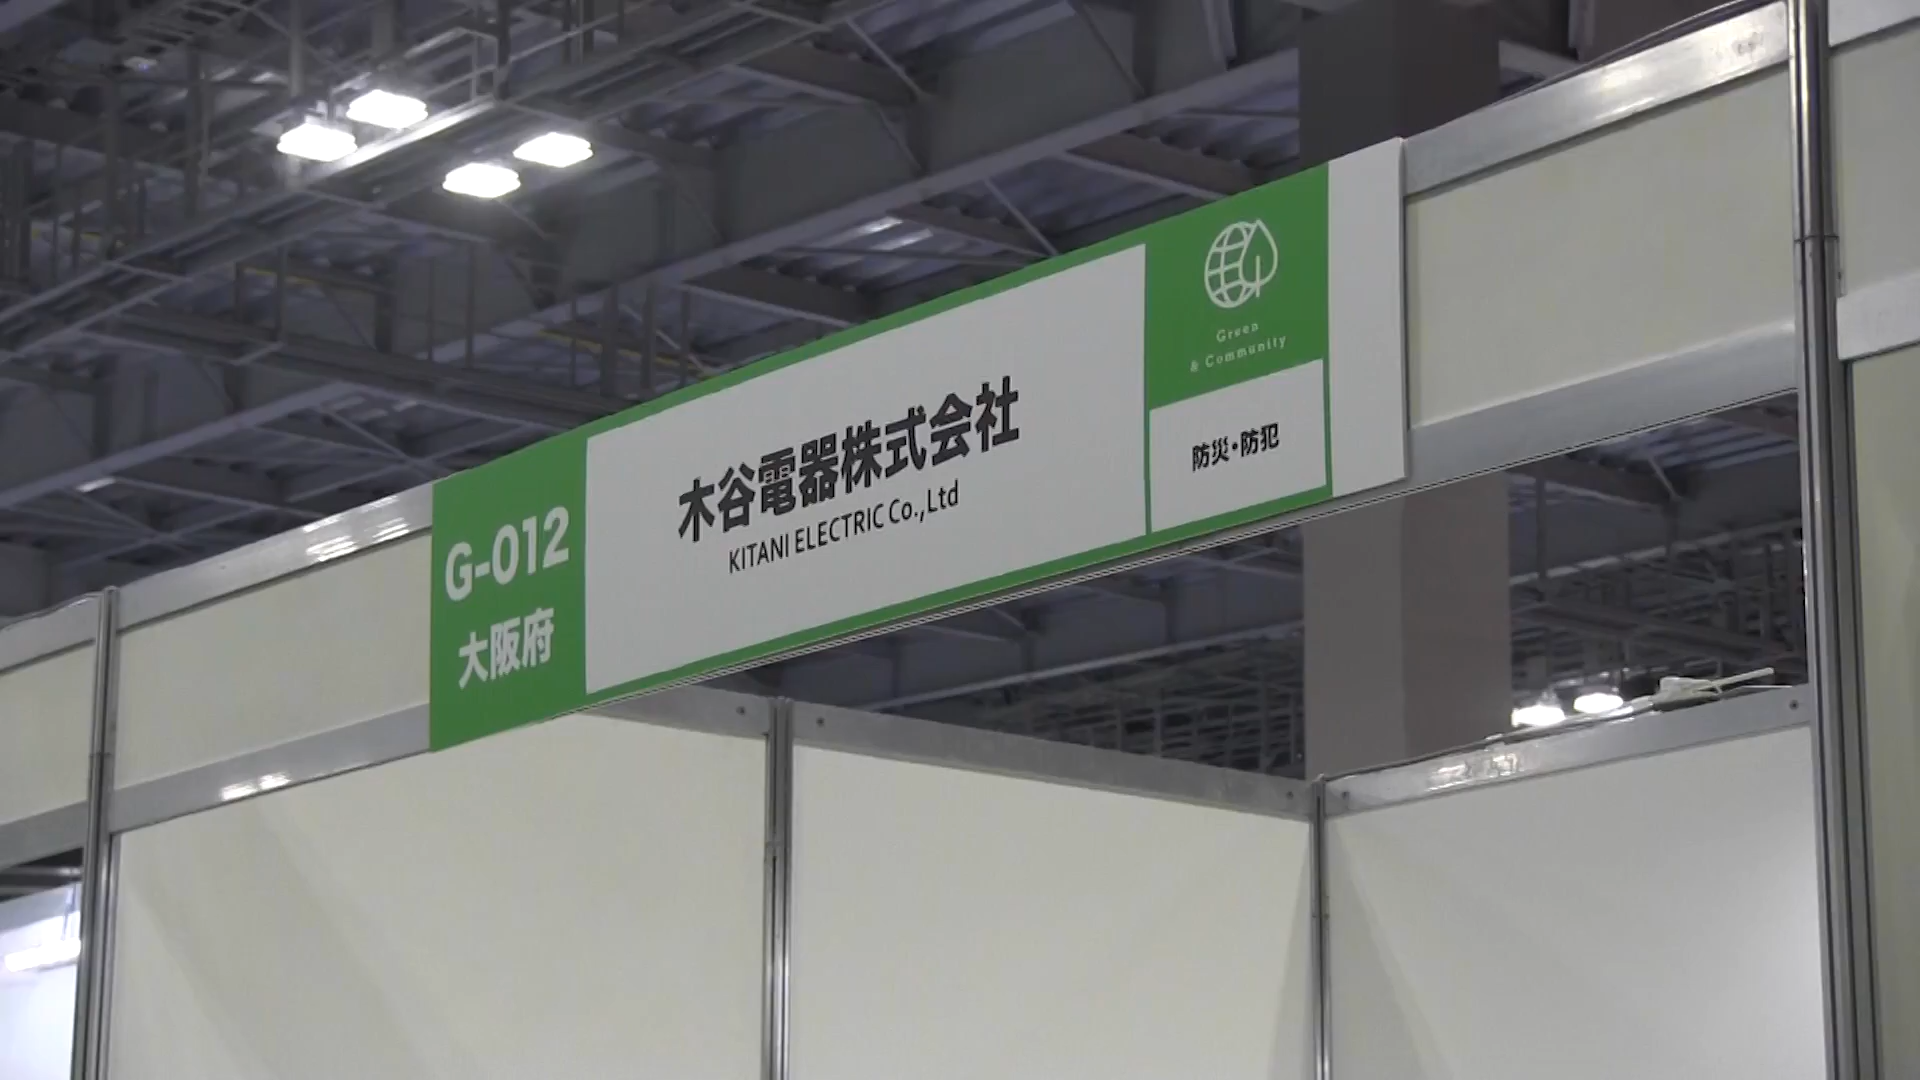 G-012
大阪府
木谷電器株式会社
KITANI ELECTRIC Co.,Ltd
Green
& Community
防災・防犯